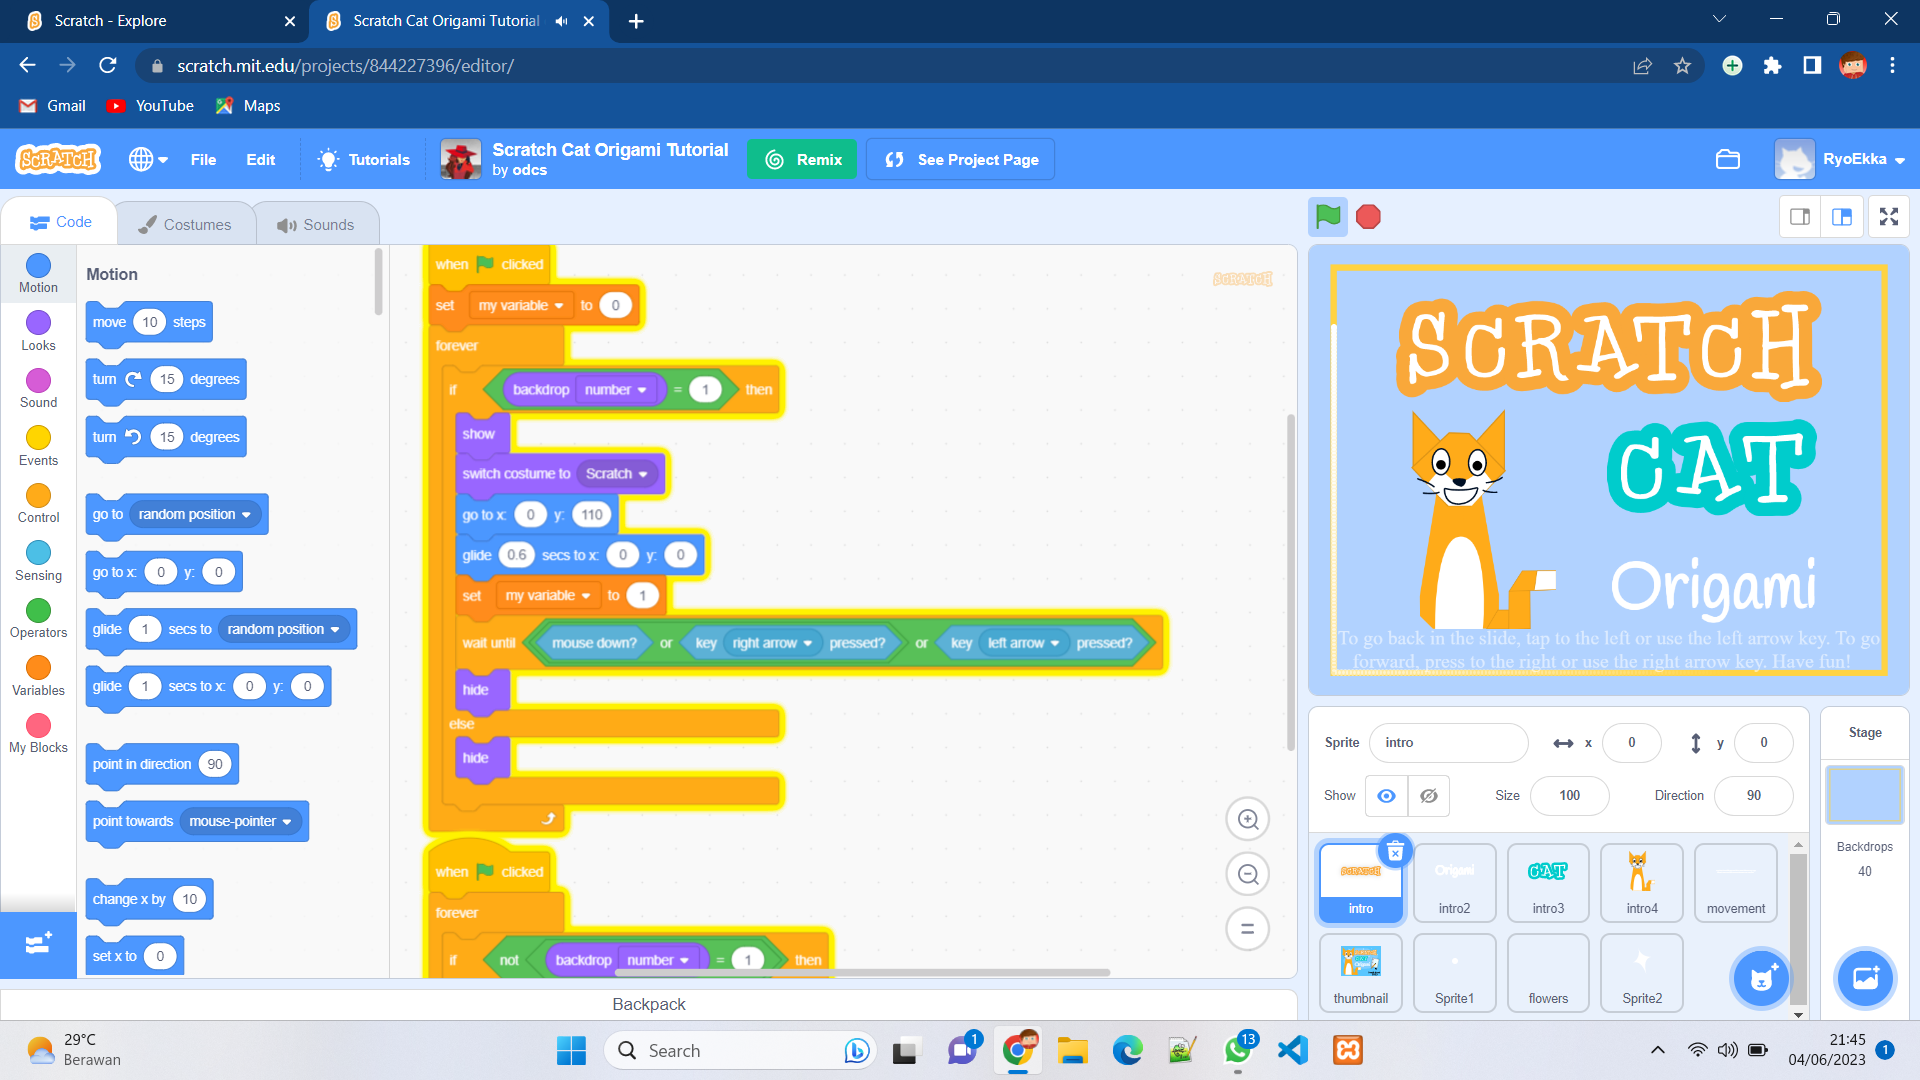 Scratch - Explore
Scratch Cat Origami Tutorial
scratch.mit.edu/projects/844227396/editor/
Gmail YouTube Maps
SCRATCH File Edit Tutorials
Scratch Cat Origami Tutorial
by odcs
Remix See Project Page
RyoEkka
Code Costumes Sounds
Motion
Looks
Sound
Events
Control
Sensing
Operators
Variables
My Blocks
Motion
move 10 steps
turn 15 degrees
turn 15 degrees
go to random position
go to x: 0 y: 0
glide 1 secs to random position
glide 1 secs to x: 0 y: 0
point in direction 90
point towards mouse-pointer
change x by 10
set x to 0
when clicked
set my variable to 0
forever
if backdrop number = 1 then
show
switch costume to Scratch
go to x: 0 y: 110
glide 0.6 secs to x: 0 y: 0
set my variable to 1
wait until mouse down? or key right arrow pressed? or key left arrow pressed?
hide
else
hide
when clicked
forever
if not backdrop number = 1 then
SCRATCH
Backpack
SCRATCH
CAT
Origami
To go back in the slide, tap to the left or use the left arrow key. To go
forward, press to the right or use the right arrow key. Have fun!
Sprite intro x 0 y 0
Show Size 100 Direction 90
SCRATCH
intro
Origami
intro2
CAT
intro3
intro4
movement
thumbnail
Sprite1
flowers
Sprite2
Stage
Backdrops
40
29°C
Berawan
Search
1
13
21:45
04/06/2023
1